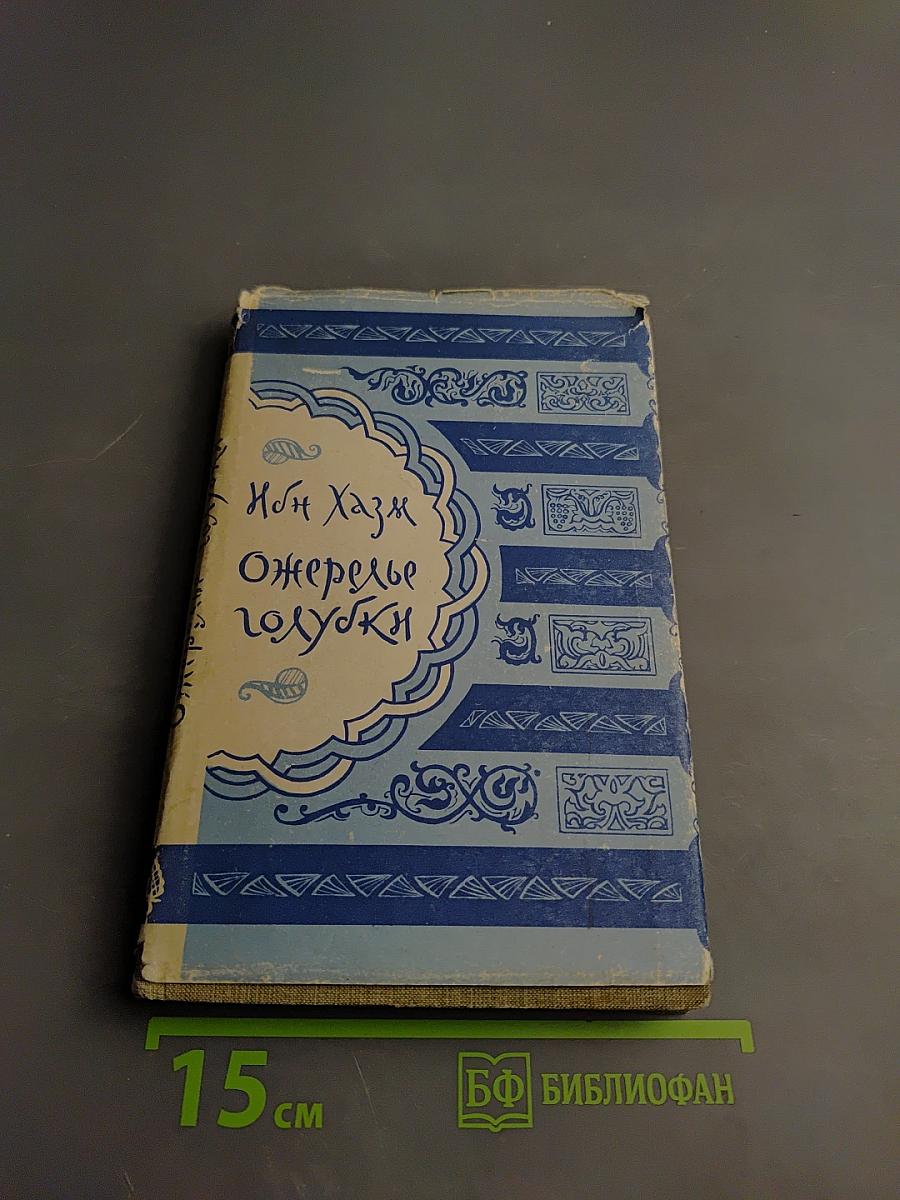 Ибн Хазм
Ожерелье
голубки
15 см
БФ БИБЛИОФАН